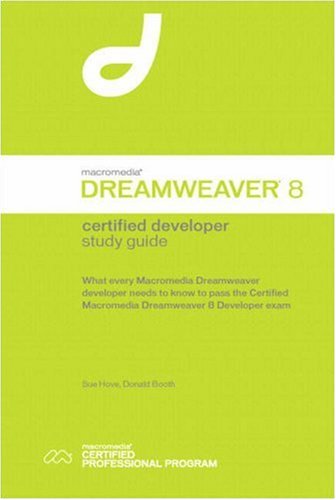 macromedia®
DREAMWEAVER® 8
certified developer
study guide
What every Macromedia Dreamweaver
developer needs to know to pass the Certified
Macromedia Dreamweaver 8 Developer exam
Sue Hove, Donald Booth
macromedia®
CERTIFIED
PROFESSIONAL PROGRAM